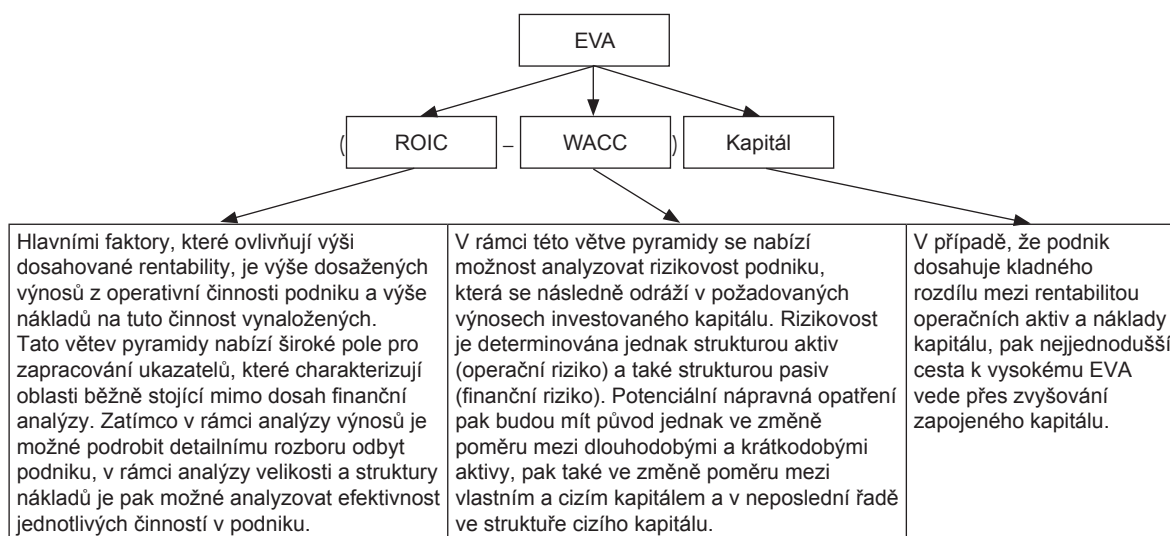 EVA
( ROIC – WACC ) Kapitál
Hlavními faktory, které ovlivňují výši
dosahované rentability, je výše dosažených
výnosů z operativní činnosti podniku a výše
nákladů na tuto činnost vynaložených.
Tato větev pyramidy nabízí široké pole pro
zapracování ukazatelů, které charakterizují
oblasti běžně stojící mimo dosah finanční
analýzy. Zatímco v rámci analýzy výnosů je
možné podrobit detailnímu rozboru odbyt
podniku, v rámci analýzy velikosti a struktury
nákladů je pak možné analyzovat efektivnost
jednotlivých činností v podniku.
V rámci této větve pyramidy se nabízí
možnost analyzovat rizikovost podniku,
která se následně odráží v požadovaných
výnosech investovaného kapitálu. Rizikovost
je determinována jednak strukturou aktiv
(operační riziko) a také strukturou pasiv
(finanční riziko). Potenciální nápravná opatření
pak budou mít původ jednak ve změně
poměru mezi dlouhodobými a krátkodobými
aktivy, pak také ve změně poměru mezi
vlastním a cizím kapitálem a v neposlední řadě
ve struktuře cizího kapitálu.
V případě, že podnik
dosahuje kladného
rozdílu mezi rentabilitou
operačních aktiv a náklady
kapitálu, pak nejjednodušší
cesta k vysokému EVA
vede přes zvyšování
zapojeného kapitálu.